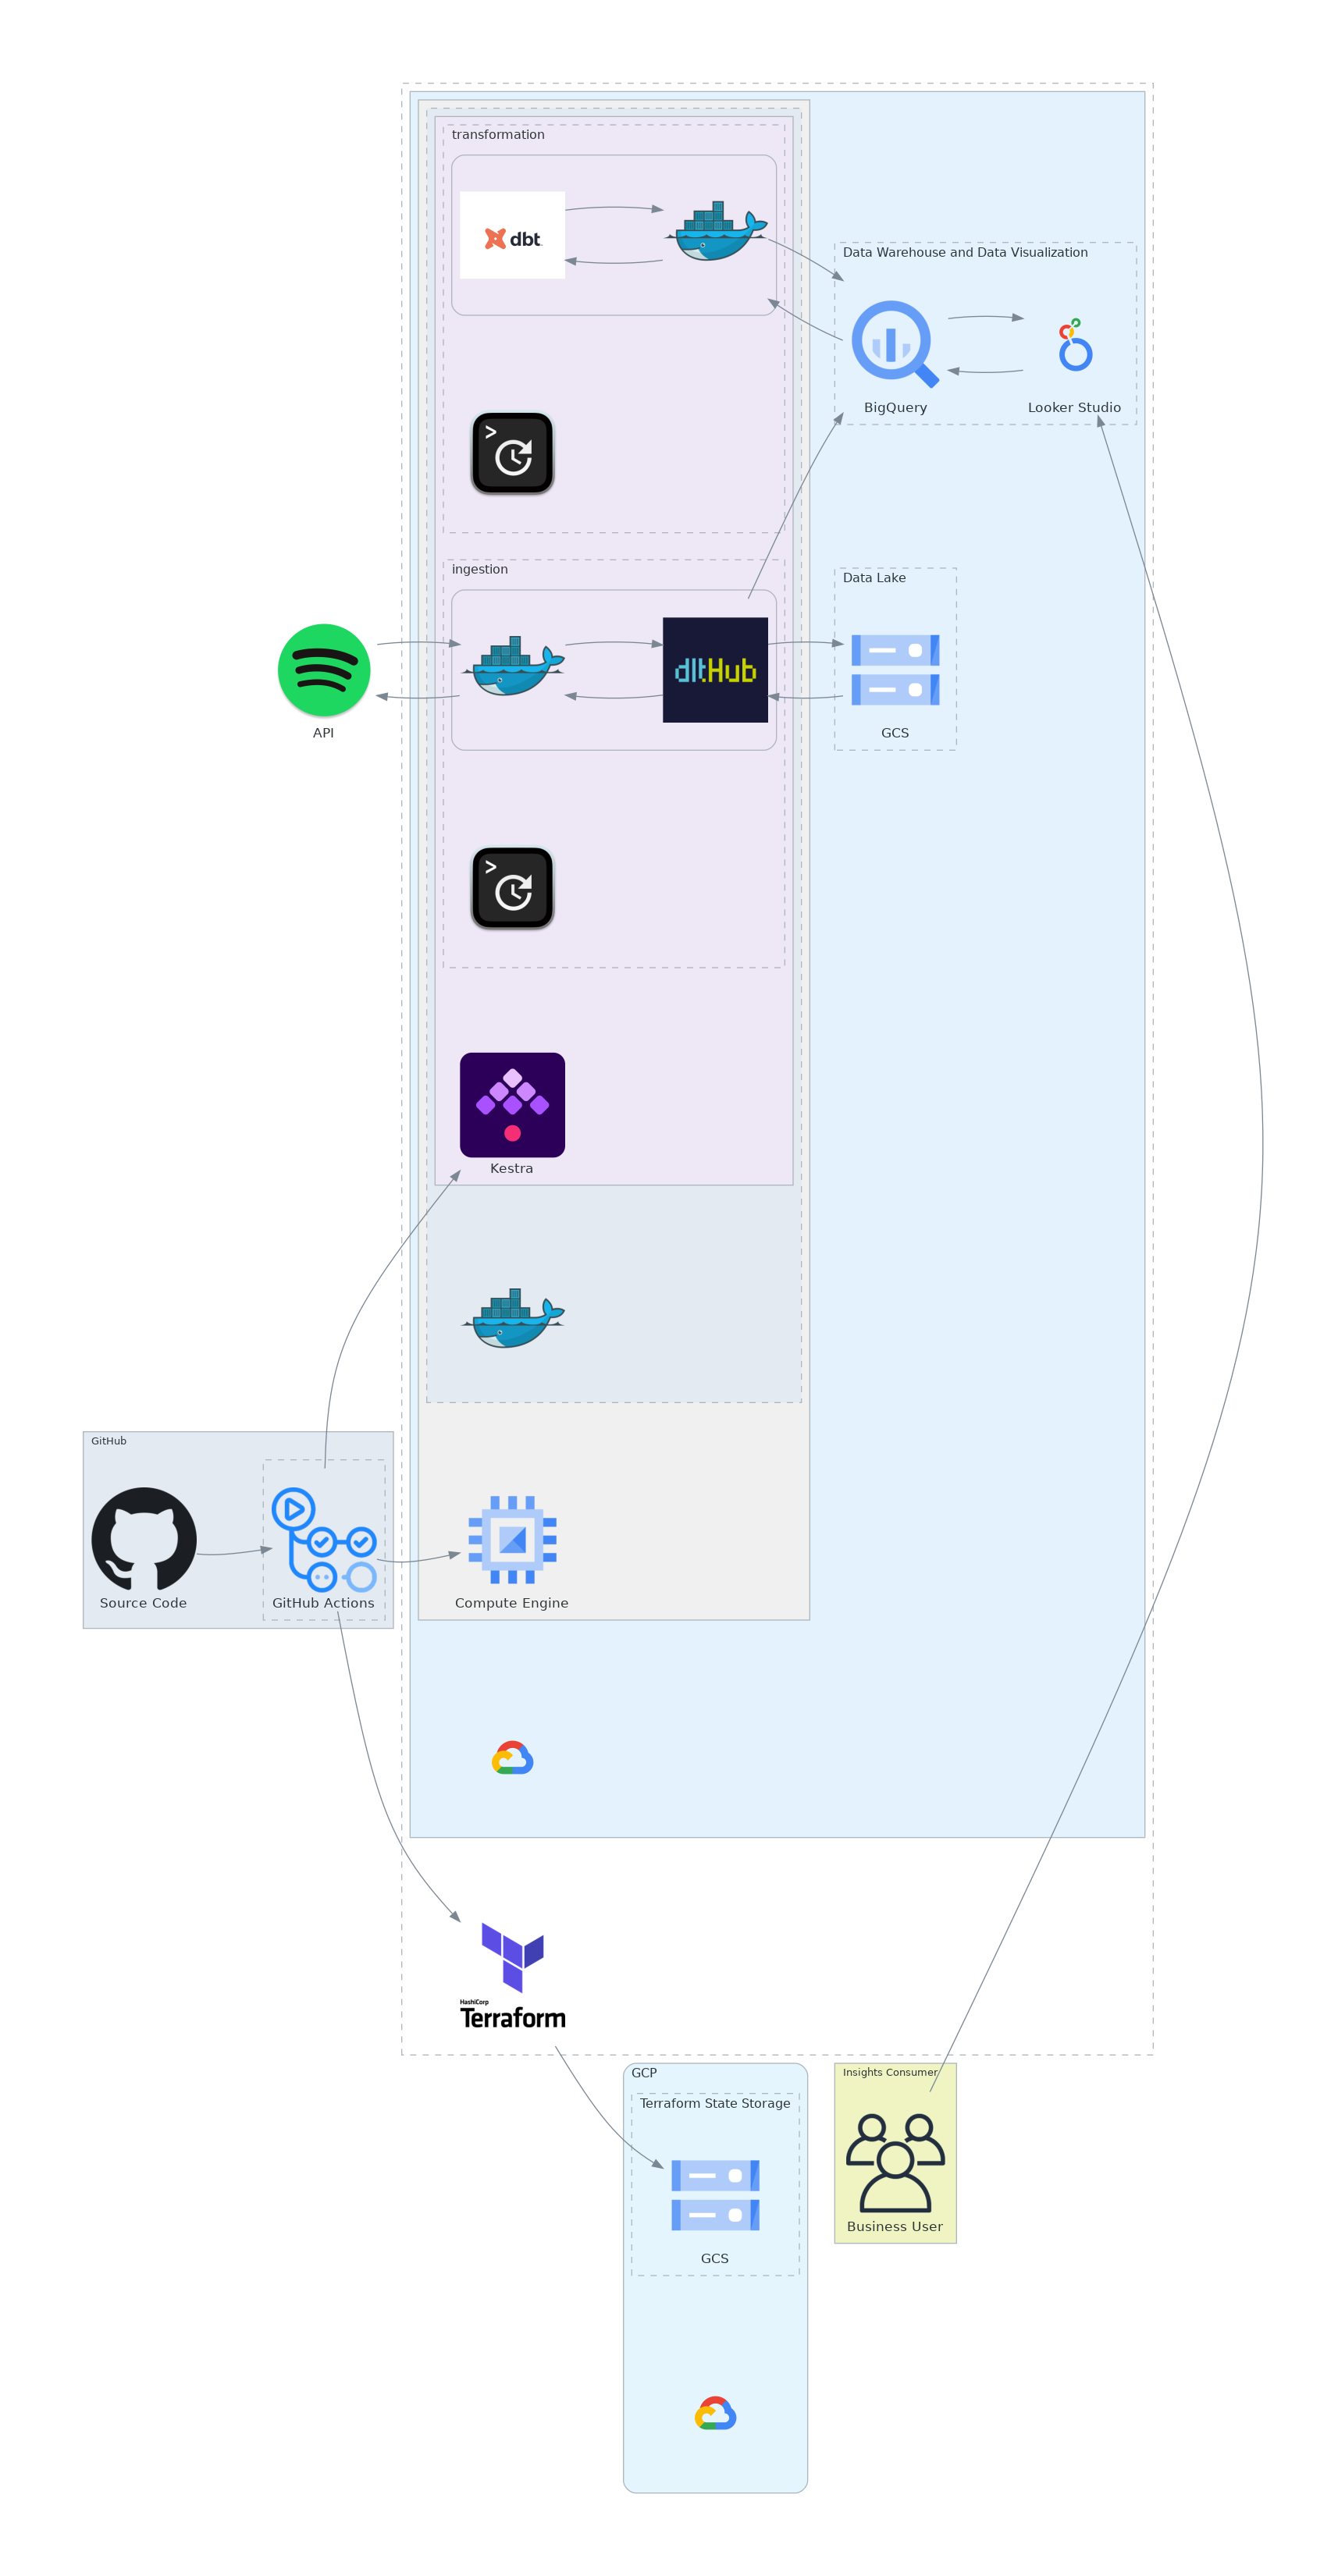 transformation
dbt
Data Warehouse and Data Visualization
BigQuery
Looker Studio
>
ingestion
Data Lake
dltHub
API
GCS
>
Kestra
GitHub
Source Code
GitHub Actions
Compute Engine
HashiCorp
Terraform
GCP
Insights Consumer
Terraform State Storage
Business User
GCS